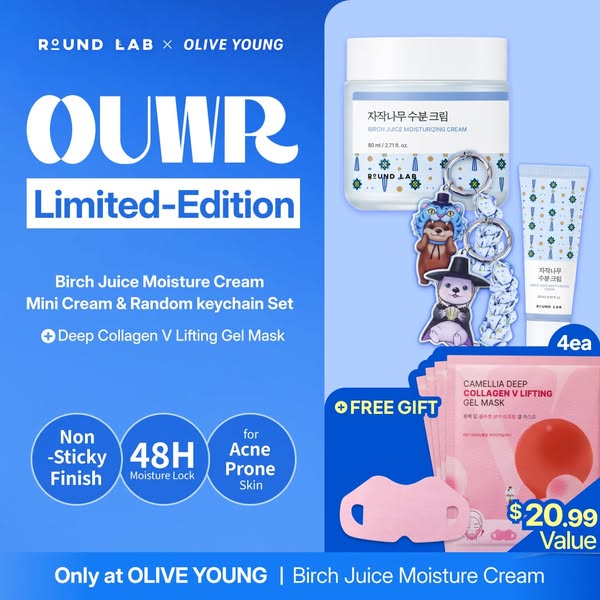 ROUND LAB × OLIVE YOUNG
OUWR
Limited-Edition
Birch Juice Moisture Cream
Mini Cream & Random keychain Set
+ Deep Collagen V Lifting Gel Mask
Non
-Sticky
Finish
48H
Moisture Lock
for
Acne
Prone
Skin
자작나무 수분 크림
BIRCH JUICE MOISTURIZING CREAM
80 ml / 2.71 fl. oz.
ROUND LAB
자작나무
수분 크림
ROUND LAB
4ea
+ FREE GIFT
CAMELLIA DEEP
COLLAGEN V LIFTING
GEL MASK
$20.99
Value
Only at OLIVE YOUNG | Birch Juice Moisture Cream